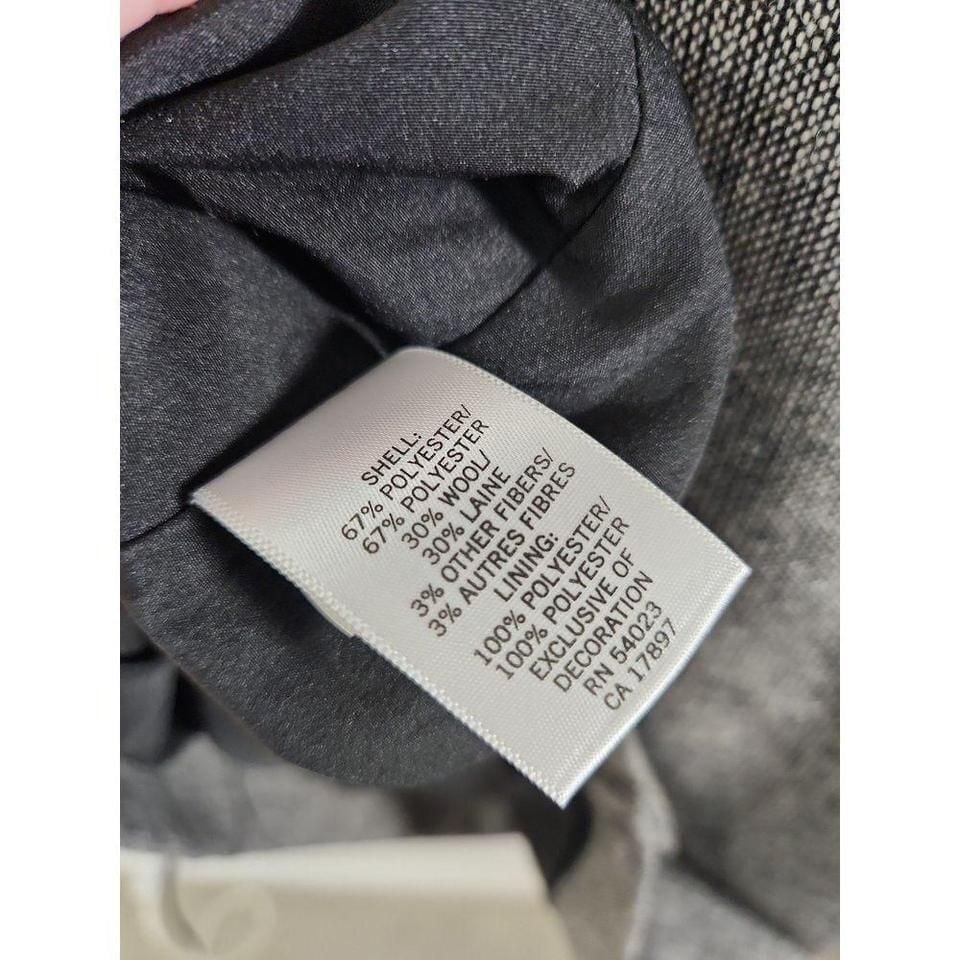 SHELL:
67% POLYESTER/
67% POLYESTER
30% WOOL/
30% LAINE
3% OTHER FIBERS/
3% AUTRES FIBRES
LINING:
100% POLYESTER/
100% POLYESTER
EXCLUSIVE OF
DECORATION
RN 54023
CA 17897